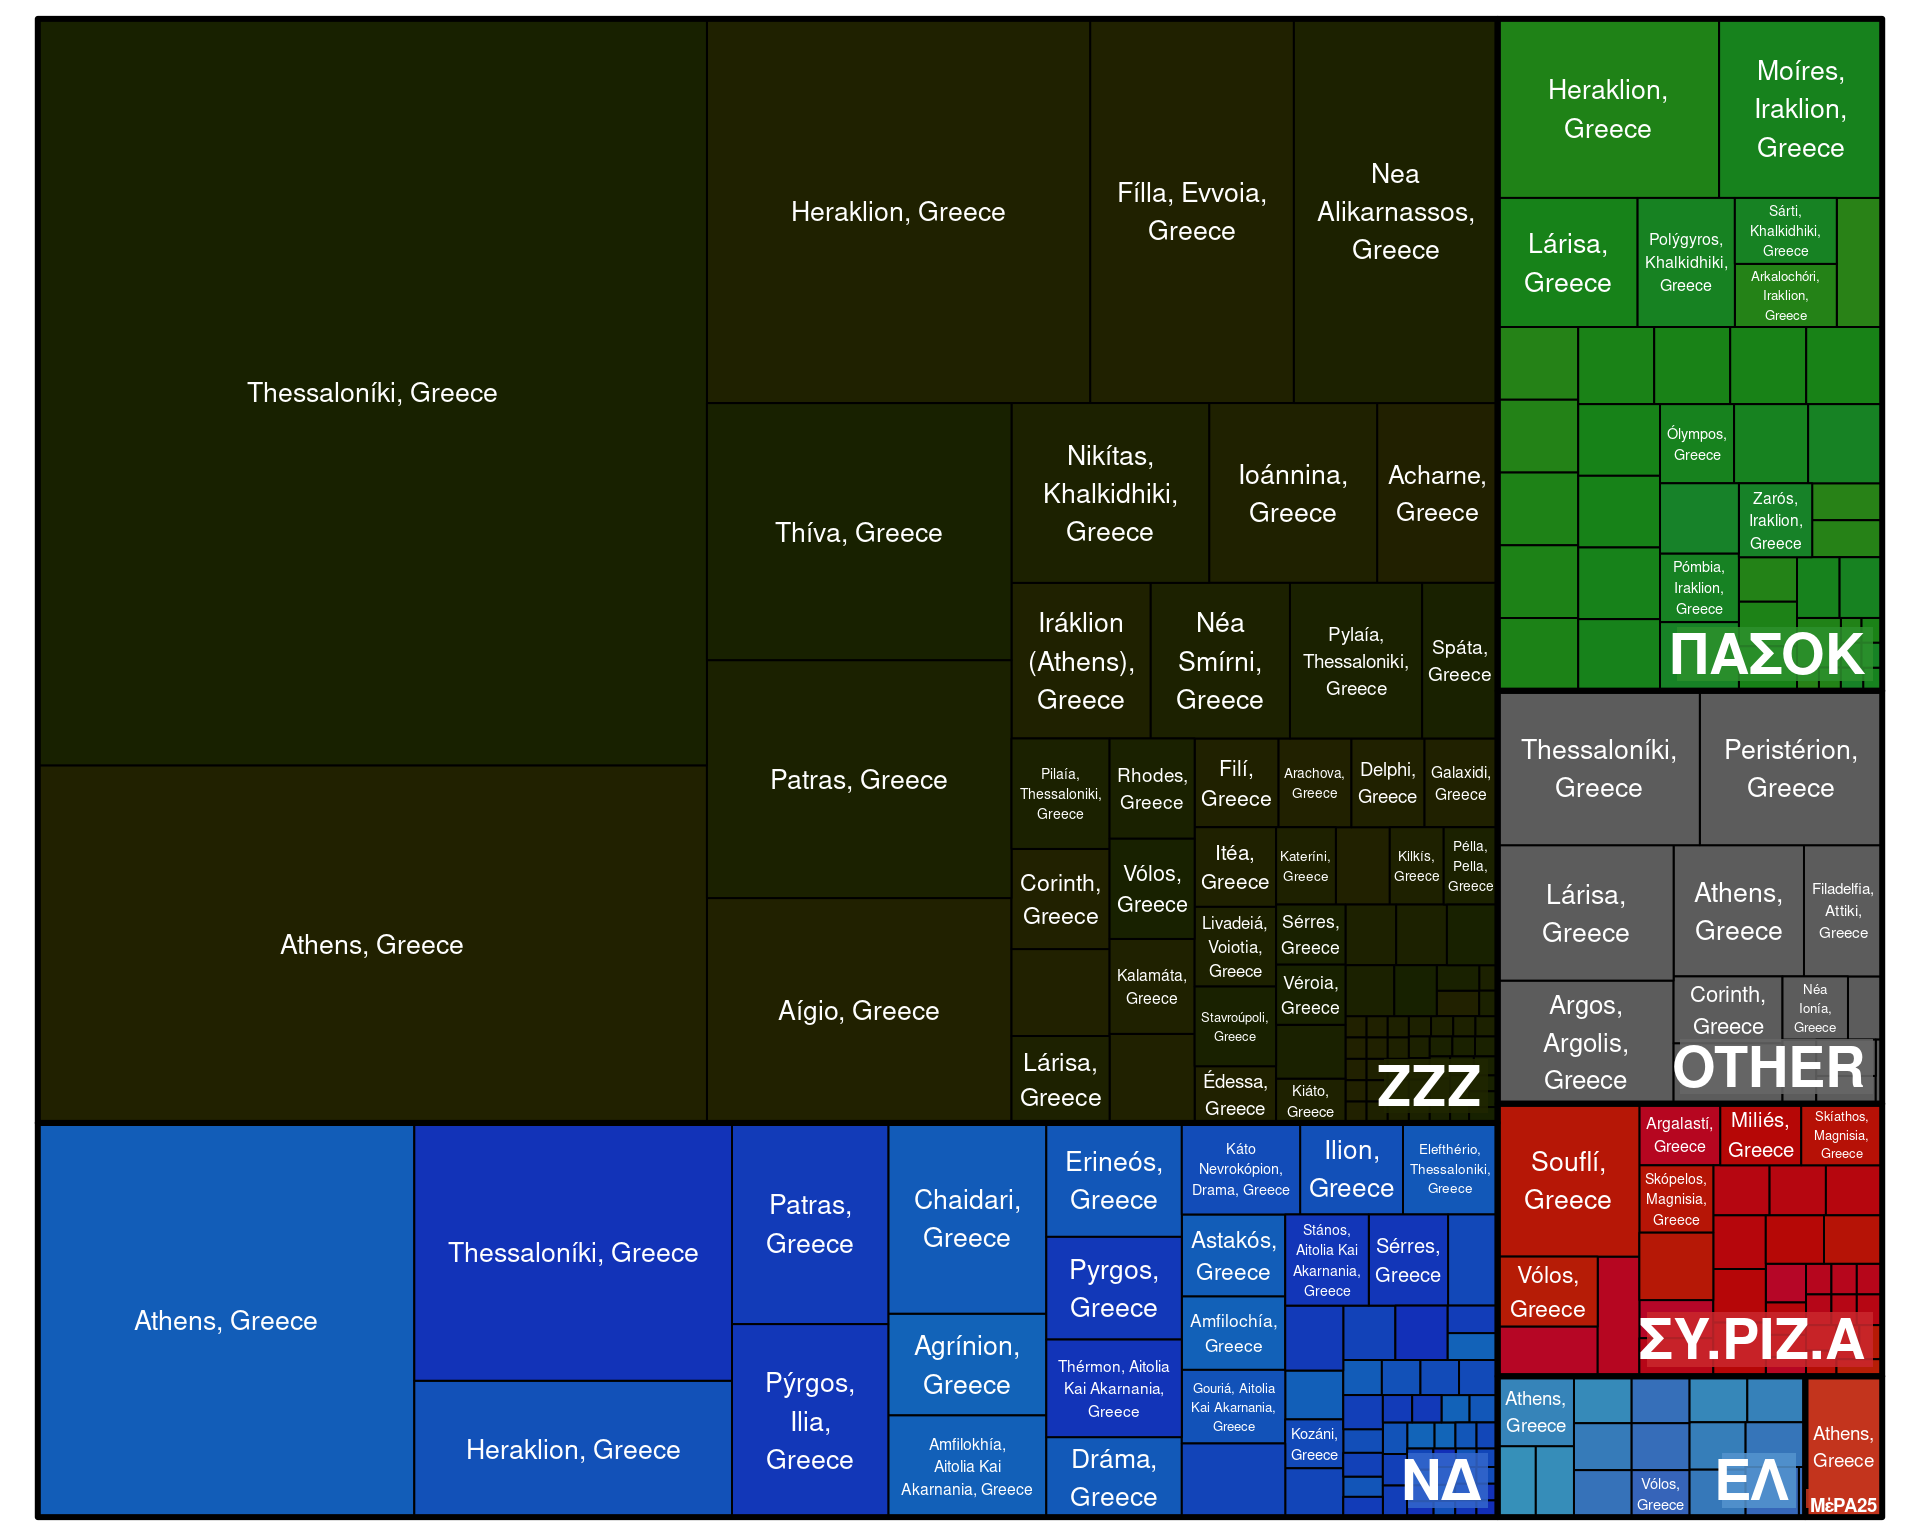 Thessaloníki, Greece
Athens, Greece
Heraklion, Greece
Fílla, Evvoia,
Greece
Nea
Alikarnassos,
Greece
Thíva, Greece
Patras, Greece
Aígio, Greece
Nikítas,
Khalkidhiki,
Greece
Ioánnina,
Greece
Acharne,
Greece
Iráklion
(Athens),
Greece
Néa
Smírni,
Greece
Pylaía,
Thessaloniki,
Greece
Spáta,
Greece
Pilaía,
Thessaloniki,
Greece
Corinth,
Greece
Lárisa,
Greece
Rhodes,
Greece
Vólos,
Greece
Kalamáta,
Greece
Filí,
Greece
Arachova,
Greece
Delphi,
Greece
Galaxidi,
Greece
Itéa,
Greece
Livadeiá,
Voiotia,
Greece
Stavroúpoli,
Greece
Édessa,
Greece
Kateríni,
Greece
Kilkís,
Greece
Pélla,
Pella,
Greece
Sérres,
Greece
Véroia,
Greece
Kiáto,
Greece
ZZZ
Heraklion,
Greece
Moíres,
Iraklion,
Greece
Lárisa,
Greece
Polýgyros,
Khalkidhiki,
Greece
Sárti,
Khalkidhiki,
Greece
Arkalochóri,
Iraklion,
Greece
Ólympos,
Greece
Zarós,
Iraklion,
Greece
Pómbia,
Iraklion,
Greece
ΠΑΣΟΚ
Thessaloníki,
Greece
Peristérion,
Greece
Lárisa,
Greece
Athens,
Greece
Filadelfia,
Attiki,
Greece
Argos,
Argolis,
Greece
Corinth,
Greece
Néa
Ionía,
Greece
OTHER
Souflí,
Greece
Argalastí,
Greece
Miliés,
Greece
Skíathos,
Magnisia,
Greece
Skópelos,
Magnisia,
Greece
Vólos,
Greece
ΣΥ.ΡΙΖ.Α
Athens, Greece
Thessaloníki, Greece
Heraklion, Greece
Patras,
Greece
Pýrgos,
Ilia,
Greece
Chaidari,
Greece
Agrínion,
Greece
Amfilokhía,
Aitolia Kai
Akarnania, Greece
Erineós,
Greece
Pyrgos,
Greece
Thérmon, Aitolia
Kai Akarnania,
Greece
Dráma,
Greece
Káto
Nevrokópion,
Drama, Greece
Ilion,
Greece
Elefthério,
Thessaloniki,
Greece
Astakós,
Greece
Amfilochía,
Greece
Gouriá, Aitolia
Kai Akarnania,
Greece
Stános,
Aitolia Kai
Akarnania,
Greece
Sérres,
Greece
Kozáni,
Greece
ΝΔ
Athens,
Greece
Vólos,
Greece
ΕΛ
Athens,
Greece
ΜέΡΑ25